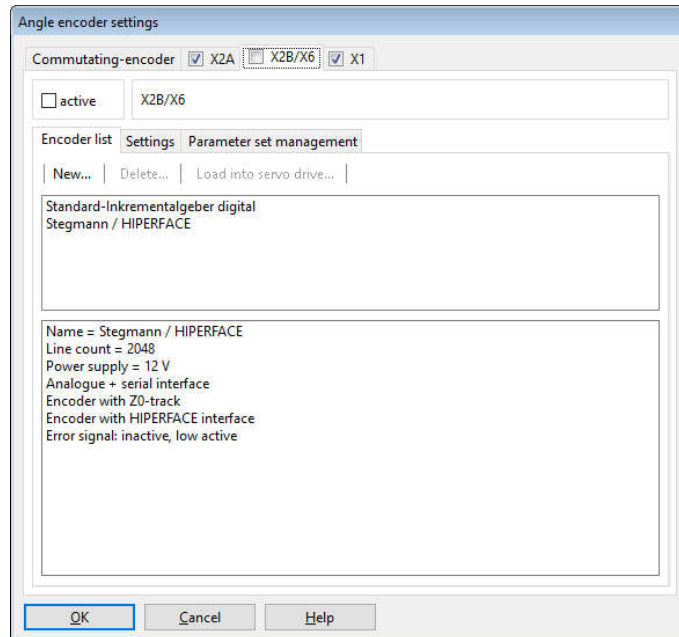 Angle encoder settings
Commutating-encoder X2A X2B/X6 X1
active X2B/X6
Encoder list Settings Parameter set management
New... Delete... Load into servo drive...
Standard-Inkrementalgeber digital
Stegmann / HIPERFACE
Name = Stegmann / HIPERFACE
Line count = 2048
Power supply = 12 V
Analogue + serial interface
Encoder with Z0-track
Encoder with HIPERFACE interface
Error signal: inactive, low active
OK Cancel Help